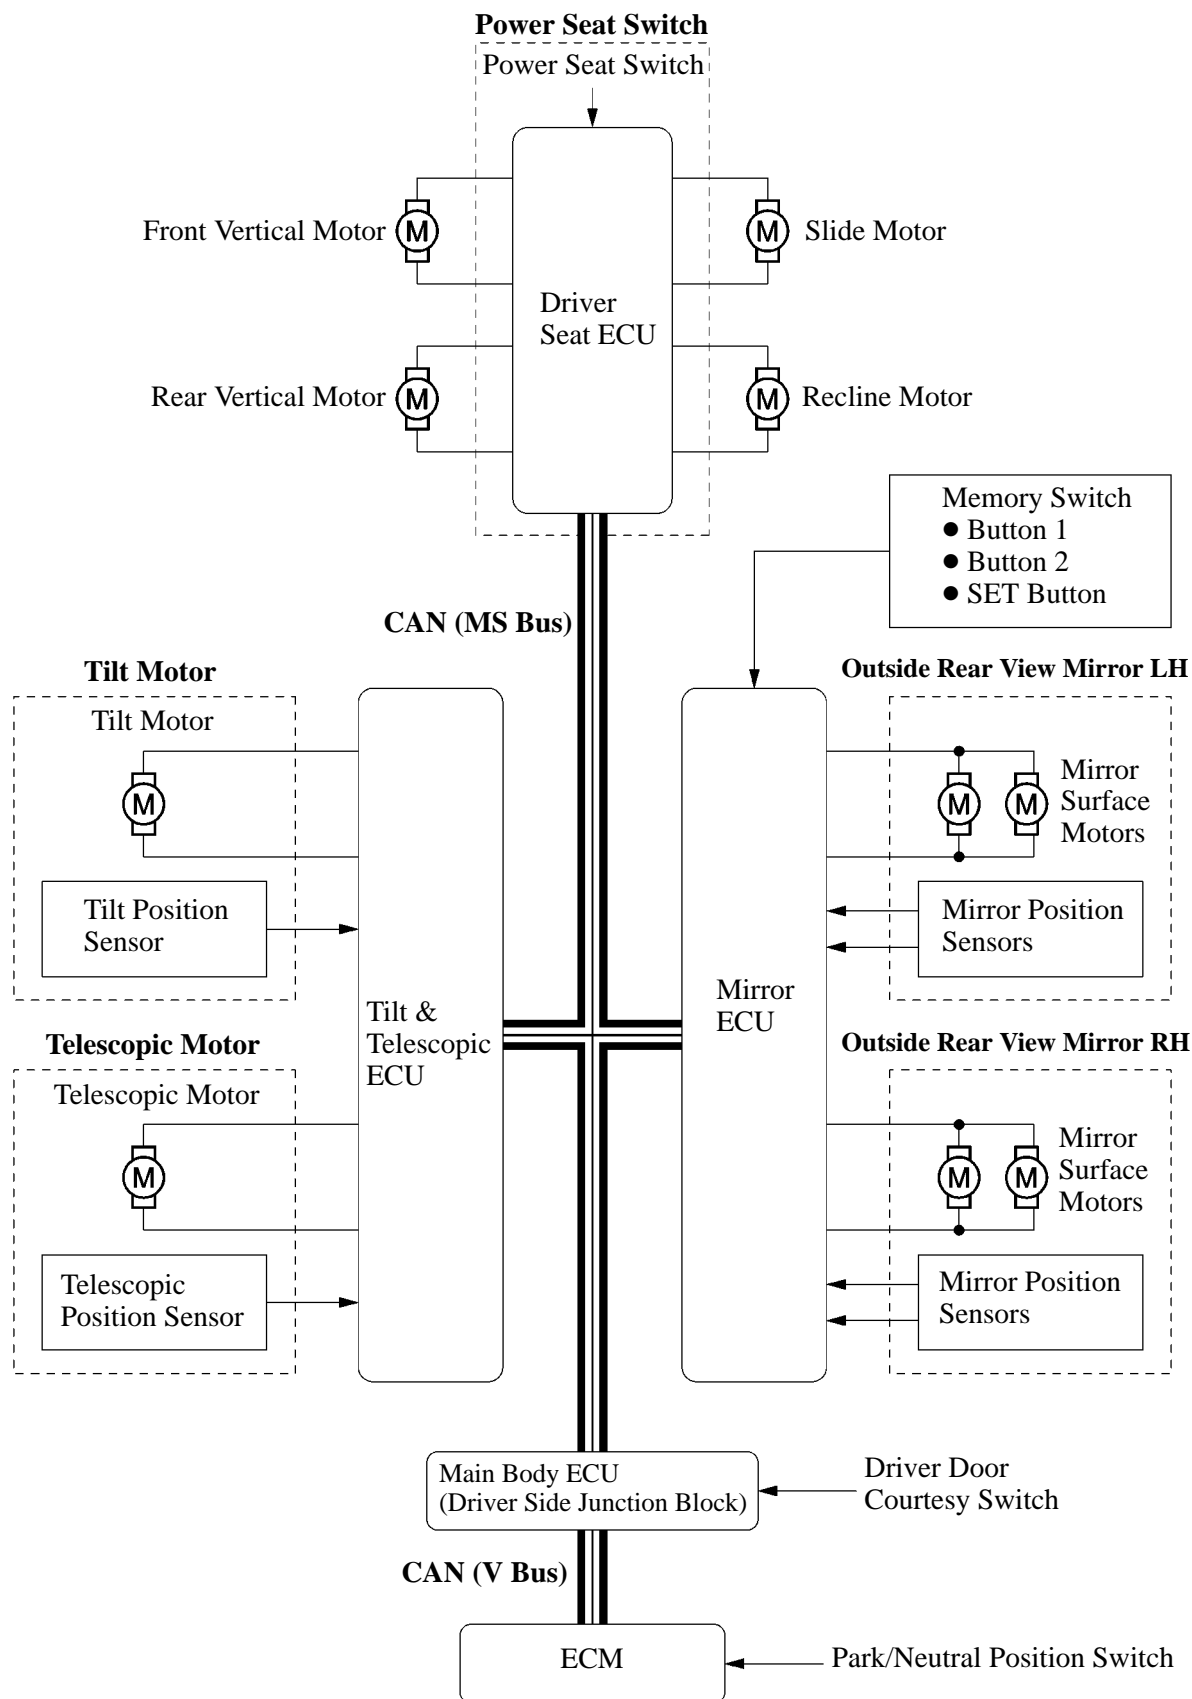 Power Seat Switch
Power Seat Switch
Front Vertical Motor
M
M
Slide Motor
Driver
Seat ECU
Rear Vertical Motor
M
M
Recline Motor
Memory Switch
● Button 1
● Button 2
● SET Button
CAN (MS Bus)
Tilt Motor
Tilt Motor
M
Tilt Position
Sensor
Outside Rear View Mirror LH
M
M
Mirror
Surface
Motors
Mirror Position
Sensors
Tilt &
Telescopic
ECU
Mirror
ECU
Telescopic Motor
Telescopic Motor
M
Telescopic
Position Sensor
Outside Rear View Mirror RH
M
M
Mirror
Surface
Motors
Mirror Position
Sensors
Main Body ECU
(Driver Side Junction Block)
Driver Door
Courtesy Switch
CAN (V Bus)
ECM
Park/Neutral Position Switch